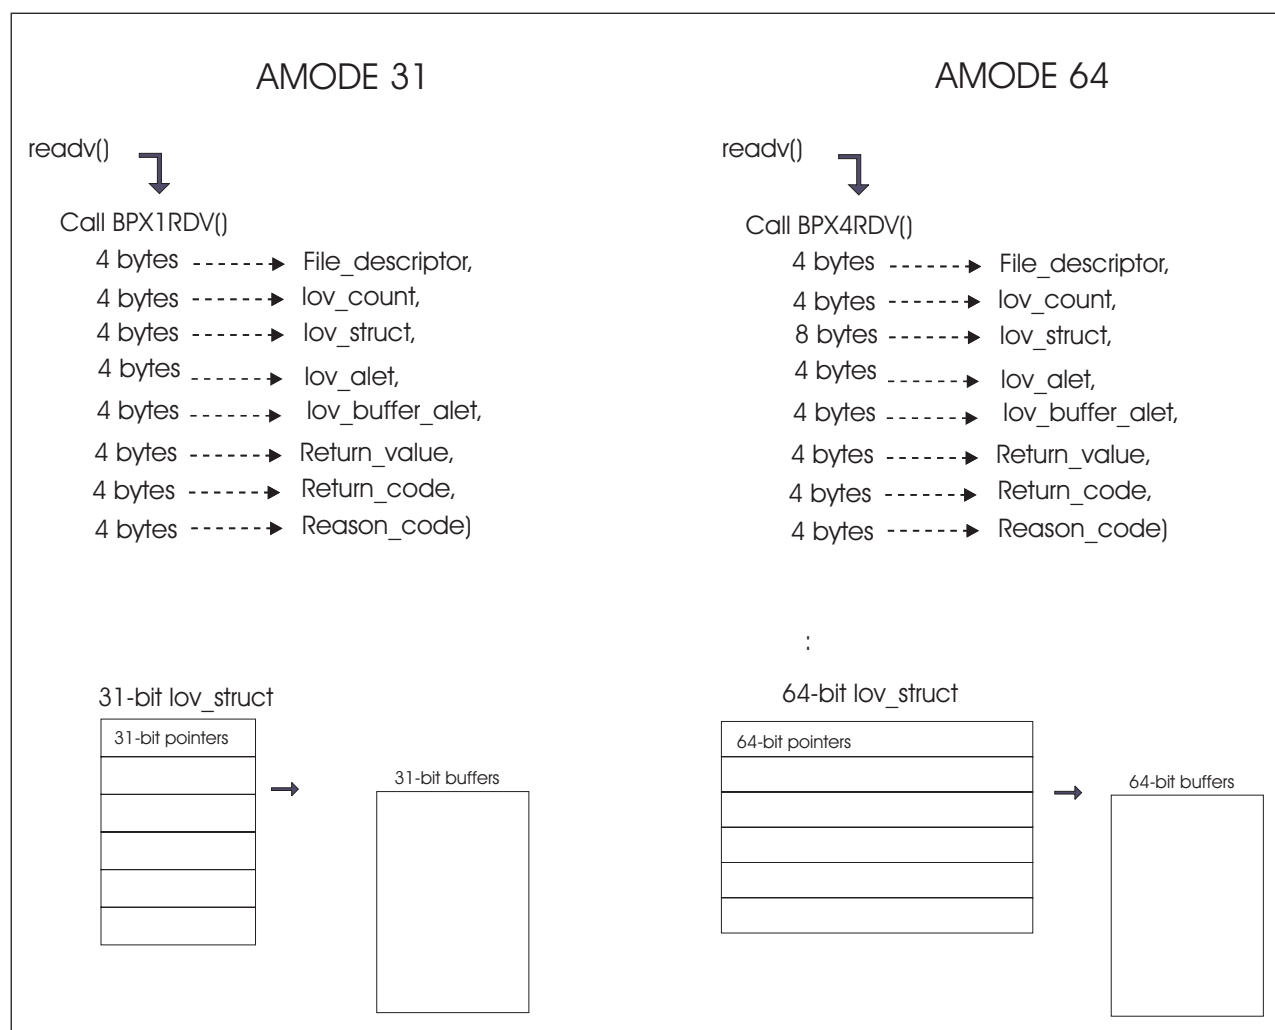 AMODE 31
readv()
Call BPX1RDV()
4 bytes File_descriptor,
4 bytes Iov_count,
4 bytes Iov_struct,
4 bytes Iov_alet,
4 bytes Iov_buffer_alet,
4 bytes Return_value,
4 bytes Return_code,
4 bytes Reason_code)
31-bit Iov_struct
31-bit pointers
31-bit buffers
AMODE 64
readv()
Call BPX4RDV()
4 bytes File_descriptor,
4 bytes Iov_count,
8 bytes Iov_struct,
4 bytes Iov_alet,
4 bytes Iov_buffer_alet,
4 bytes Return_value,
4 bytes Return_code,
4 bytes Reason_code)
:
64-bit Iov_struct
64-bit pointers
64-bit buffers